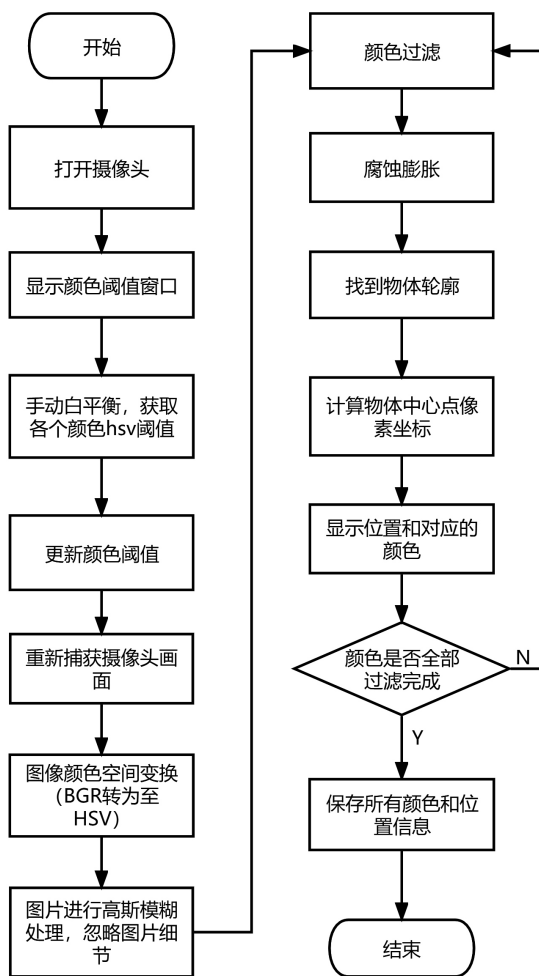 开始
打开摄像头
显示颜色阈值窗口
手动白平衡，获取
各个颜色hsv阈值
更新颜色阈值
重新捕获摄像头画
面
图像颜色空间变换
（BGR转为至
HSV）
图片进行高斯模糊
处理，忽略图片细
节
颜色过滤
腐蚀膨胀
找到物体轮廓
计算物体中心点像
素坐标
显示位置和对应的
颜色
颜色是否全部
过滤完成
N
Y
保存所有颜色和位
置信息
结束